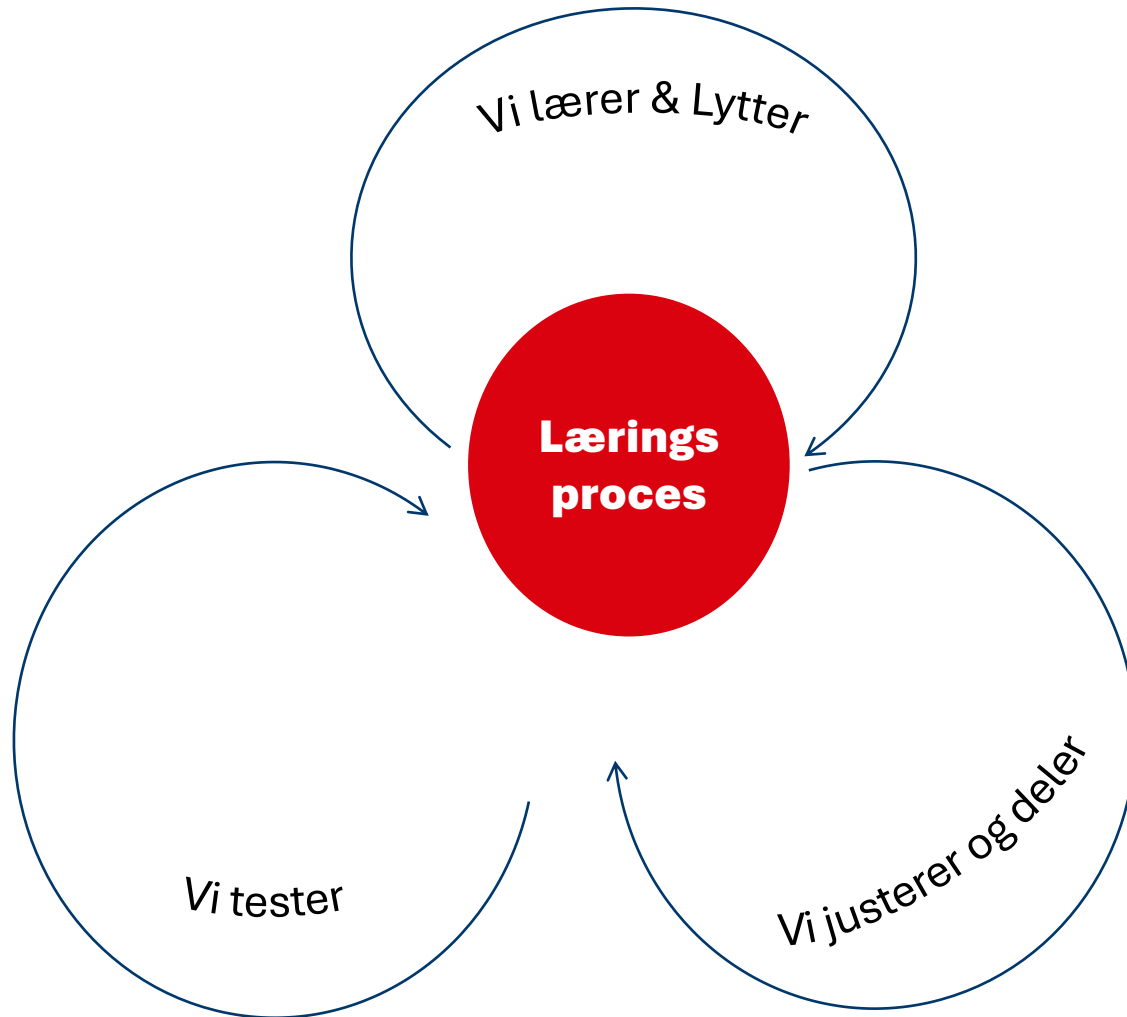 Vi lærer & Lytter
Lærings
proces
Vi tester
Vi justerer og deler